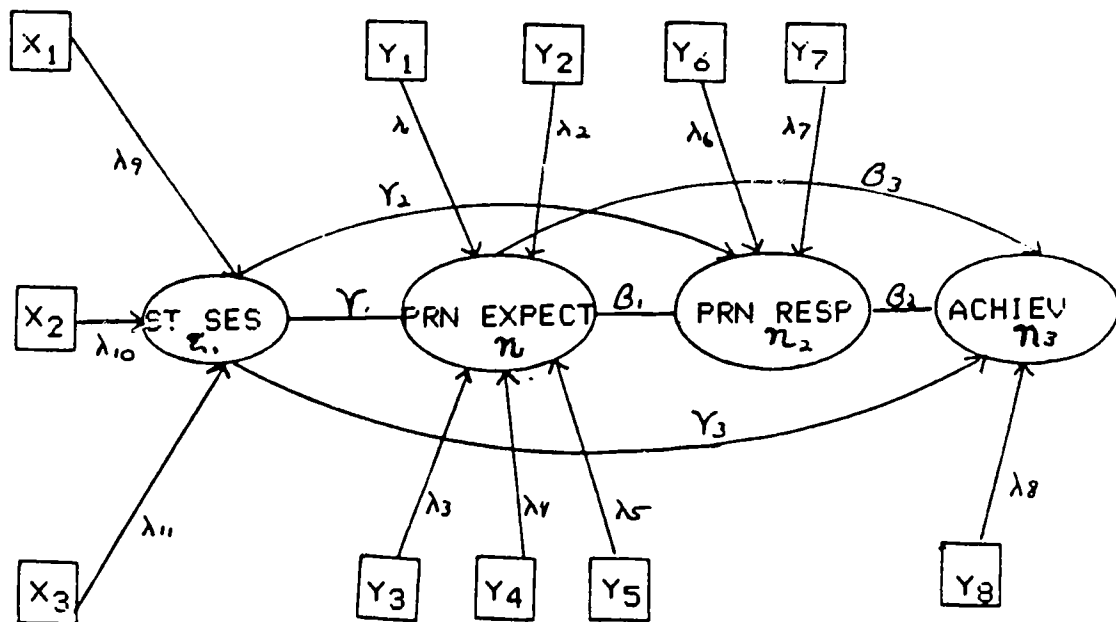 X1
Y1
Y2
Y6
Y7
λ9
λ2
λ6
λ7
γ2
β3
X2
λ10
ST SES
γ1
PRN EXPECT
η
β1
PRN RESP
η2
β2
ACHIEV
η3
γ3
λ11
λ3
λ4
λ5
λ8
X3
Y3
Y4
Y5
Y8